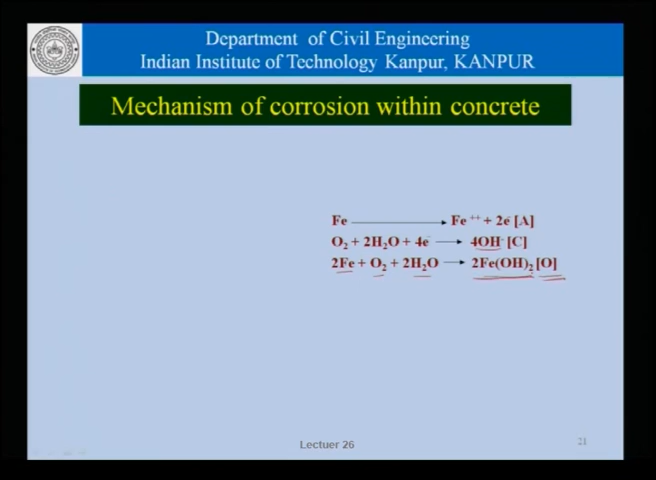 Department of Civil Engineering
Indian Institute of Technology Kanpur, KANPUR
Mechanism of corrosion within concrete
Fe ⟶ Fe⁺⁺ + 2e⁻ [A]
O₂ + 2H₂O + 4e⁻ ⟶ 4OH⁻ [C]
2Fe + O₂ + 2H₂O ⟶ 2Fe(OH)₂ [O]
Lectuer 26
21